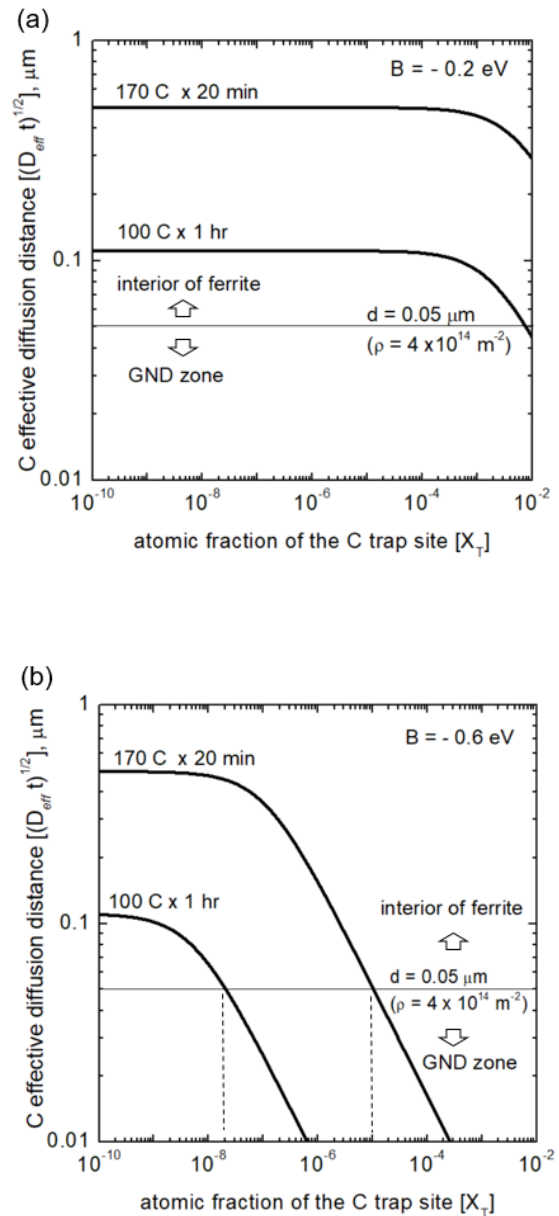 (a)
C effective diffusion distance [(D_eff t)^1/2], μm
1
0.1
0.01
B = - 0.2 eV
170 C x 20 min
100 C x 1 hr
interior of ferrite
d = 0.05 μm
(ρ = 4 x10^14 m^-2)
GND zone
10^-10
10^-8
10^-6
10^-4
10^-2
atomic fraction of the C trap site [X_T]
(b)
C effective diffusion distance [(D_eff t)^1/2], μm
1
0.1
0.01
B = - 0.6 eV
170 C x 20 min
100 C x 1 hr
interior of ferrite
d = 0.05 μm
(ρ = 4 x 10^14 m^-2)
GND zone
10^-10
10^-8
10^-6
10^-4
10^-2
atomic fraction of the C trap site [X_T]